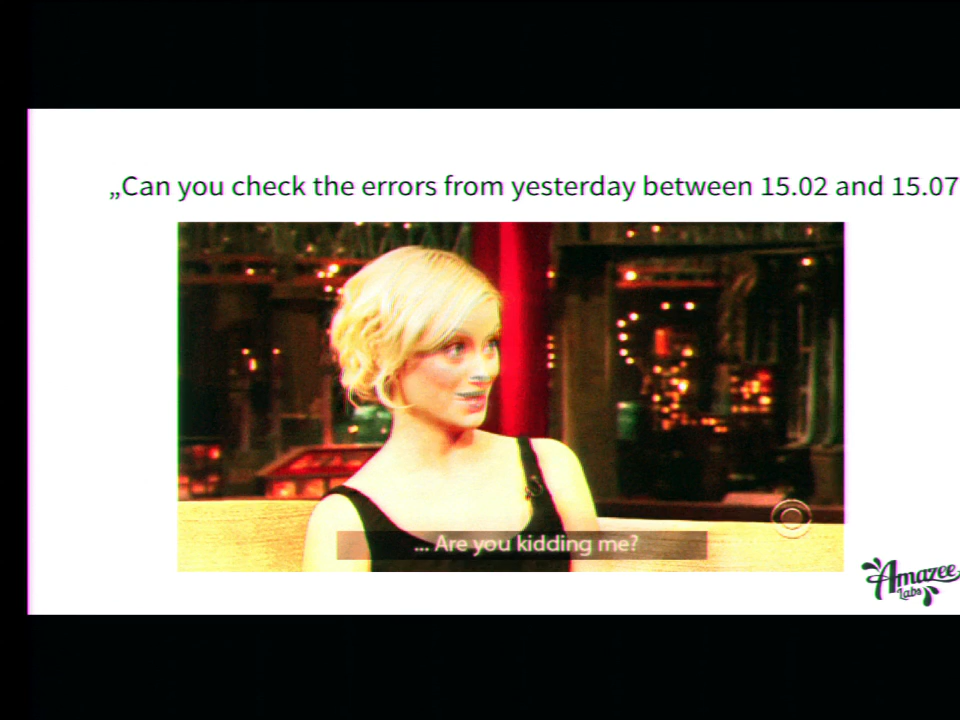 „Can you check the errors from yesterday between 15.02 and 15.07
... Are you kidding me?
Amazee
Labs